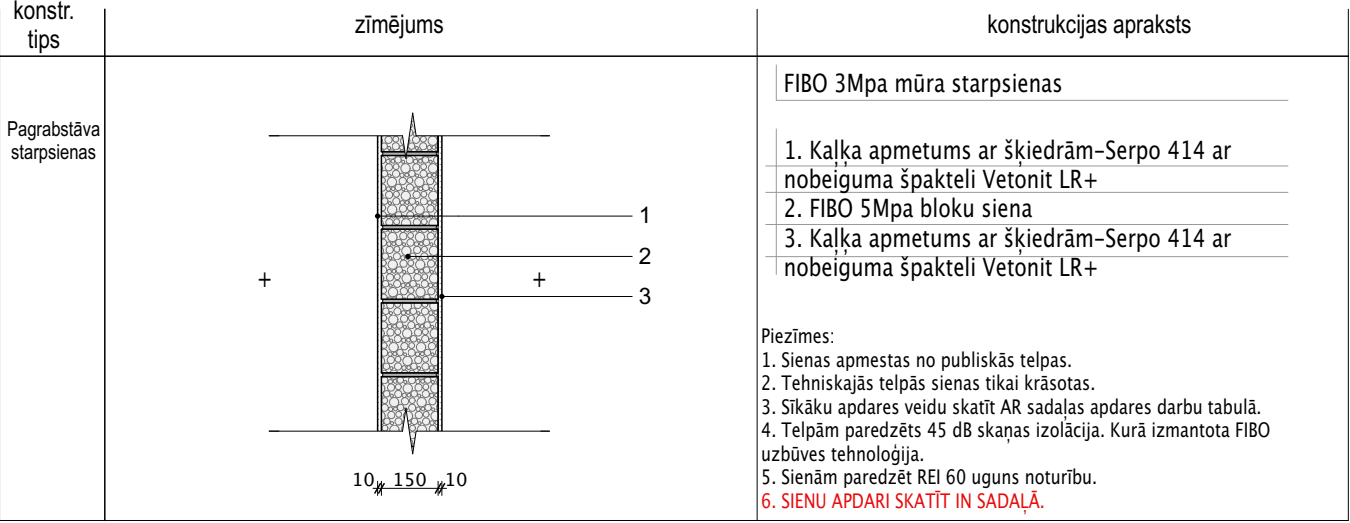 konstr.
tips
zīmējums
konstrukcijas apraksts
Pagrabstāva
starpsienas
FIBO 3Mpa mūra starpsienas
1. Kaļķa apmetums ar šķiedrām-Serpo 414 ar
nobeiguma špakteli Vetonit LR+
2. FIBO 5Mpa bloku siena
3. Kaļķa apmetums ar šķiedrām-Serpo 414 ar
nobeiguma špakteli Vetonit LR+
1
2
3
+
+
10 150 10
Piezīmes:
1. Sienas apmestas no publiskās telpas.
2. Tehniskajās telpās sienas tikai krāsotas.
3. Sīkāku apdares veidu skatīt AR sadaļas apdares darbu tabulā.
4. Telpām paredzēts 45 dB skaņas izolācija. Kurā izmantota FIBO
uzbūves tehnoloģija.
5. Sienām paredzēt REI 60 uguns noturību.
6. SIENU APDARI SKATĪT IN SADAĻĀ.